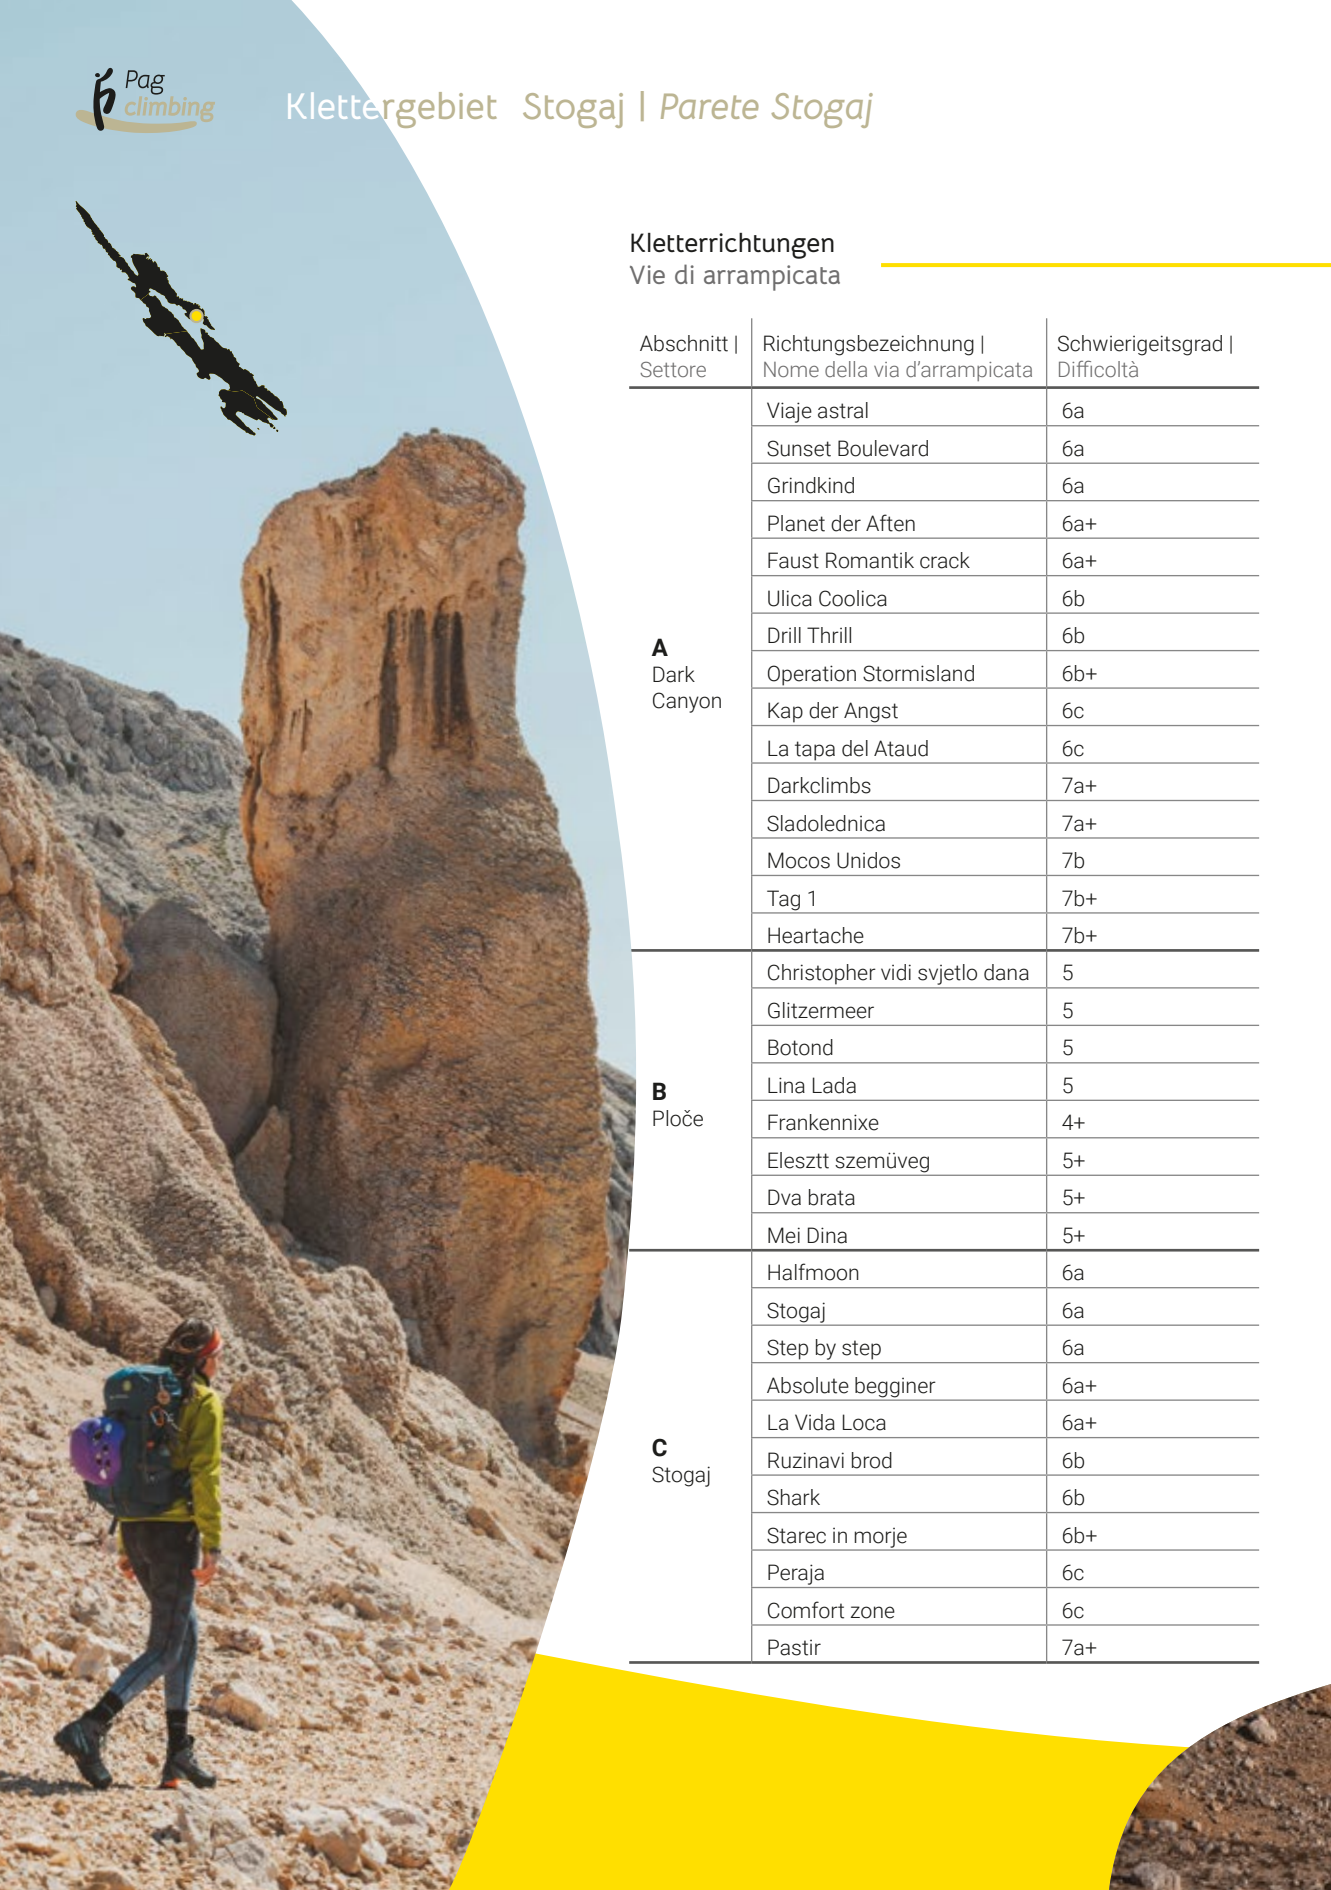 Pag
climbing
Klettergebiet Stogaj | Parete Stogaj
Kletterrichtungen
Vie di arrampicata
Abschnitt | Richtungsbezeichnung | Schwierigeitsgrad |
Settore Nome della via d’arrampicata Difficoltà
A
Dark
Canyon
Viaje astral 6a
Sunset Boulevard 6a
Grindkind 6a
Planet der Aften 6a+
Faust Romantik crack 6a+
Ulica Coolica 6b
Drill Thrill 6b
Operation Stormisland 6b+
Kap der Angst 6c
La tapa del Ataud 6c
Darkclimbs 7a+
Sladolednica 7a+
Mocos Unidos 7b
Tag 1 7b+
Heartache 7b+
B
Ploče
Christopher vidi svjetlo dana 5
Glitzermeer 5
Botond 5
Lina Lada 5
Frankennixe 4+
Elesztt szemüveg 5+
Dva brata 5+
Mei Dina 5+
C
Stogaj
Halfmoon 6a
Stogaj 6a
Step by step 6a
Absolute begginer 6a+
La Vida Loca 6a+
Ruzinavi brod 6b
Shark 6b
Starec in morje 6b+
Peraja 6c
Comfort zone 6c
Pastir 7a+